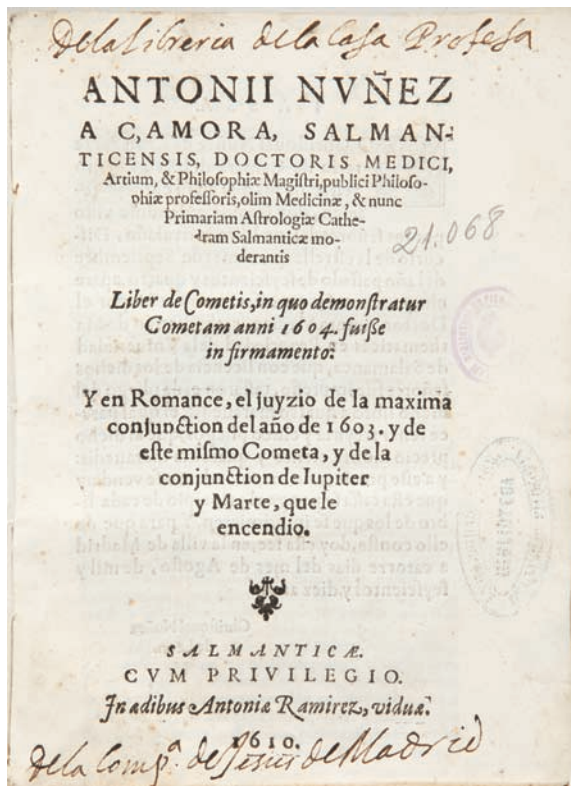 Dela Libreria dela Casa Profesa
ANTONII NVÑEZ
A C,AMORA, SALMAN-
TICENSIS, DOCTORIS MEDICI,
Artium, & Philoſophiæ Magiſtri,publici Philoſo-
phiæ profeſſoris,olim Medicinæ, & nunc
Primariam Aſtrologiæ Cathe-
dram Salmanticæ mo-
derantis
21.068
Liber de Cometis,in quo demonſtratur
Cometam anni 1604. fuiße
in firmamento:
Y en Romance, el juyzio de la maxima
conjunction del año de 1603. y de
eſte miſmo Cometa, y de la
conjunction de Iupiter
y Marte, que le
encendio.
SALMANTICÆ.
CVM PRIVILEGIO.
In ædibus Antoniæ Ramirez, viduæ.
1610.
dela Compª. de Jesus de Madrid